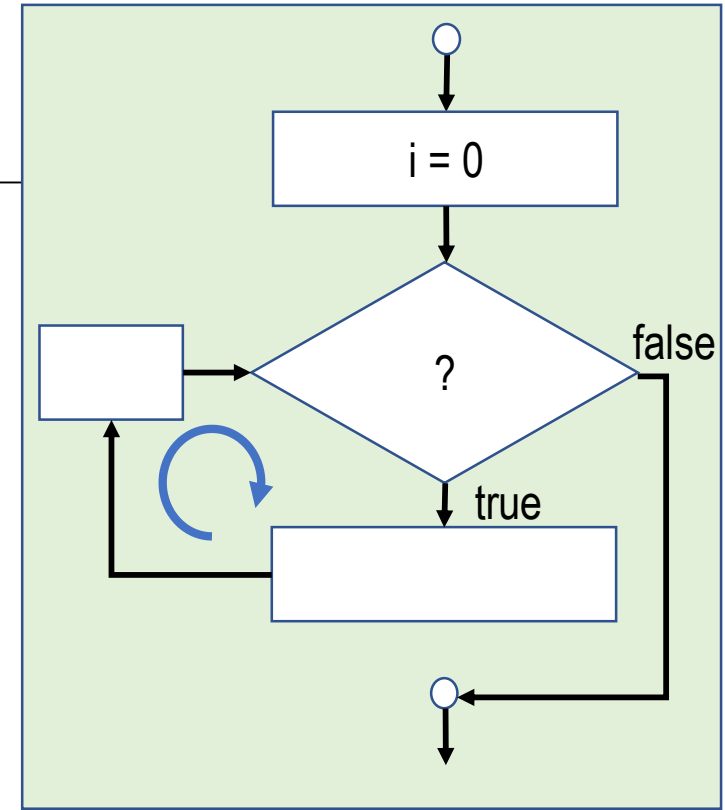 i = 0
?
false
true